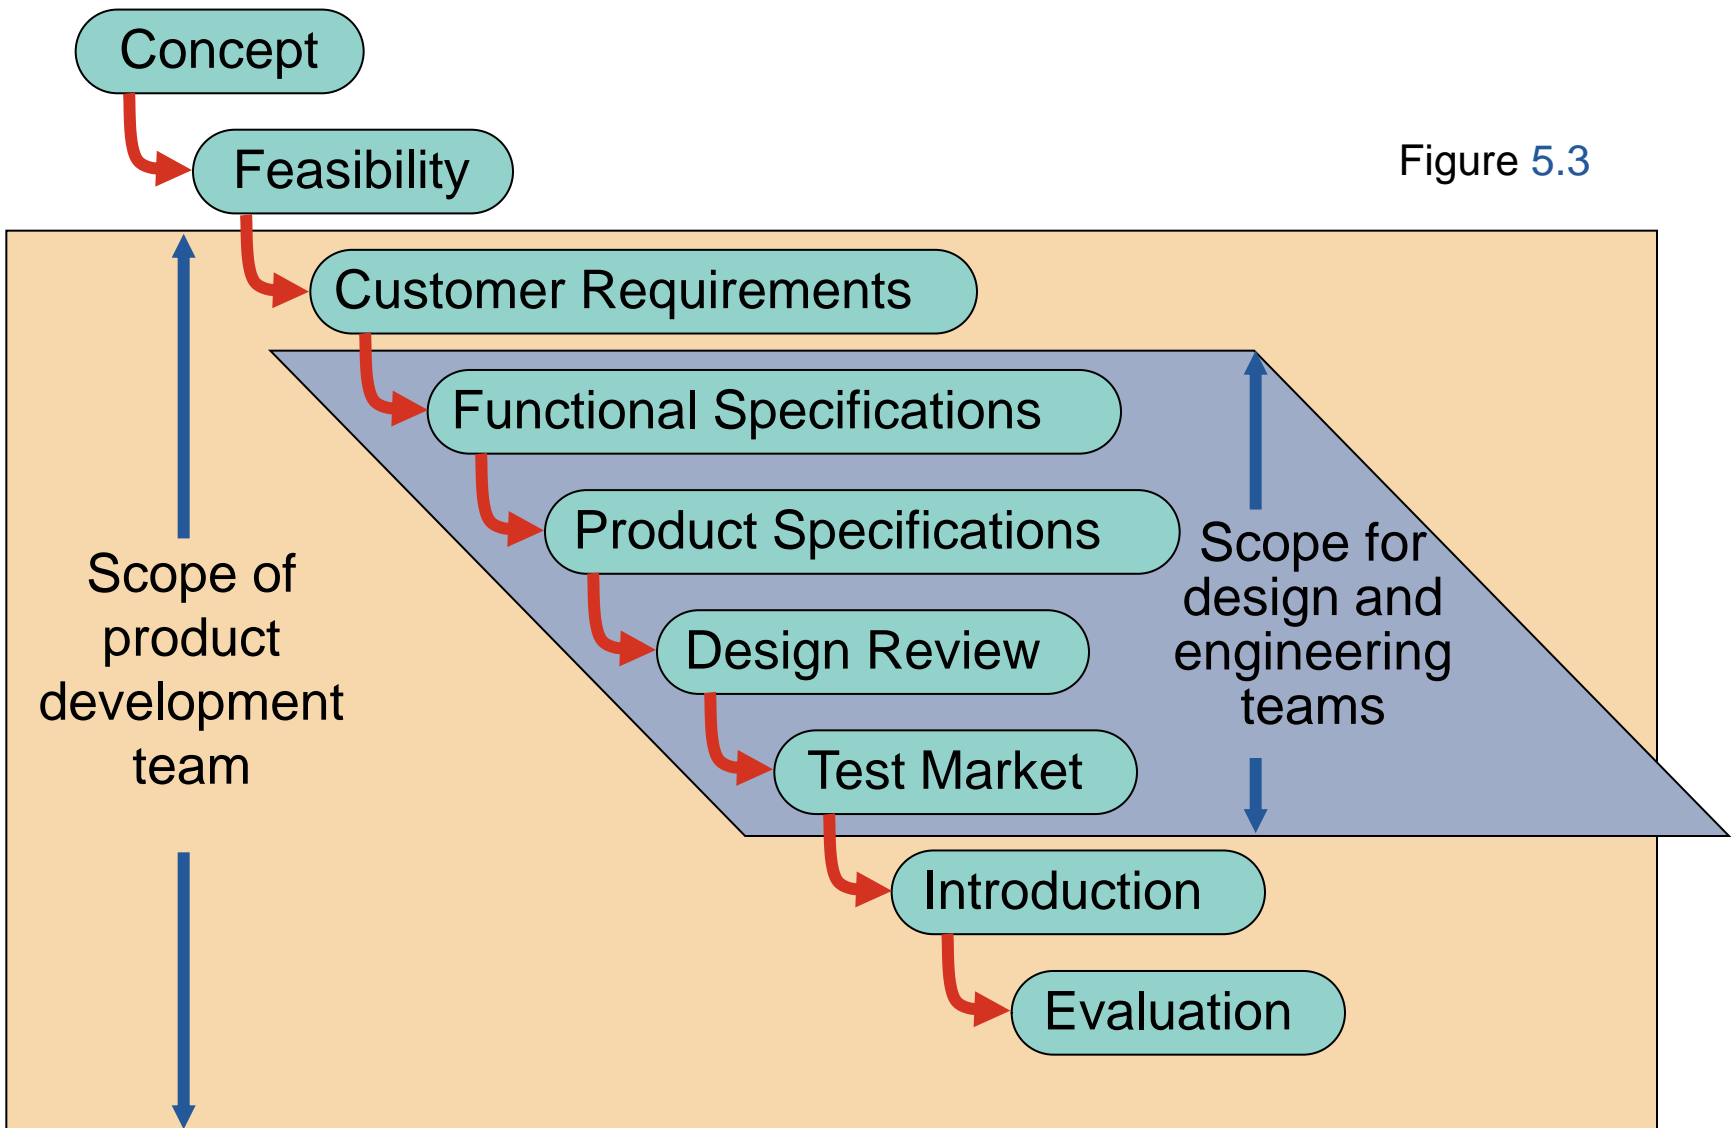 Concept
Feasibility
Figure 5.3
Customer Requirements
Functional Specifications
Product Specifications
Design Review
Test Market
Introduction
Evaluation
Scope of
product
development
team
Scope for
design and
engineering
teams